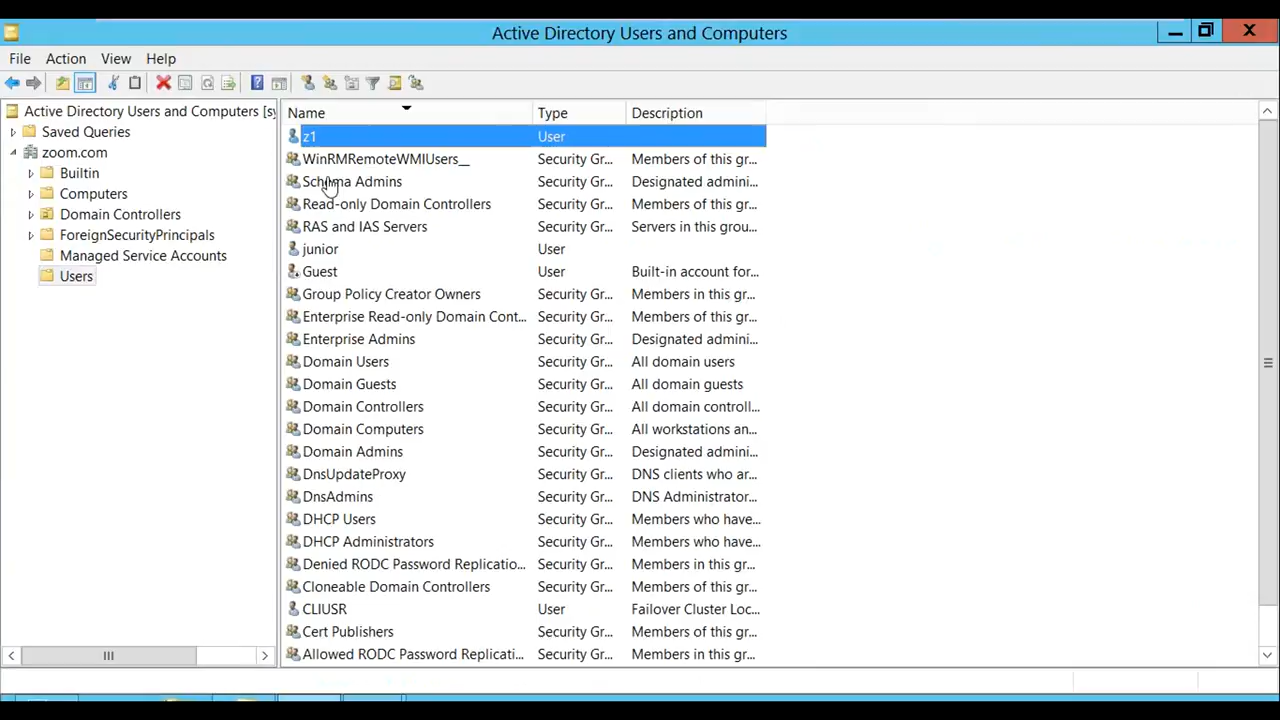 Active Directory Users and Computers
File Action View Help
Active Directory Users and Computers [sy
Saved Queries
zoom.com
Builtin
Computers
Domain Controllers
ForeignSecurityPrincipals
Managed Service Accounts
Users
Name Type Description
z1 User
WinRMRemoteWMIUsers__ Security Gr... Members of this gr...
Schema Admins Security Gr... Designated admini...
Read-only Domain Controllers Security Gr... Members of this gr...
RAS and IAS Servers Security Gr... Servers in this grou...
junior User
Guest User Built-in account for...
Group Policy Creator Owners Security Gr... Members in this gr...
Enterprise Read-only Domain Cont... Security Gr... Members of this gr...
Enterprise Admins Security Gr... Designated admini...
Domain Users Security Gr... All domain users
Domain Guests Security Gr... All domain guests
Domain Controllers Security Gr... All domain controll...
Domain Computers Security Gr... All workstations an...
Domain Admins Security Gr... Designated admini...
DnsUpdateProxy Security Gr... DNS clients who ar...
DnsAdmins Security Gr... DNS Administrator...
DHCP Users Security Gr... Members who have...
DHCP Administrators Security Gr... Members who have...
Denied RODC Password Replicatio... Security Gr... Members in this gr...
Cloneable Domain Controllers Security Gr... Members of this gr...
CLIUSR User Failover Cluster Loc...
Cert Publishers Security Gr... Members of this gr...
Allowed RODC Password Replicati... Security Gr... Members in this gr...